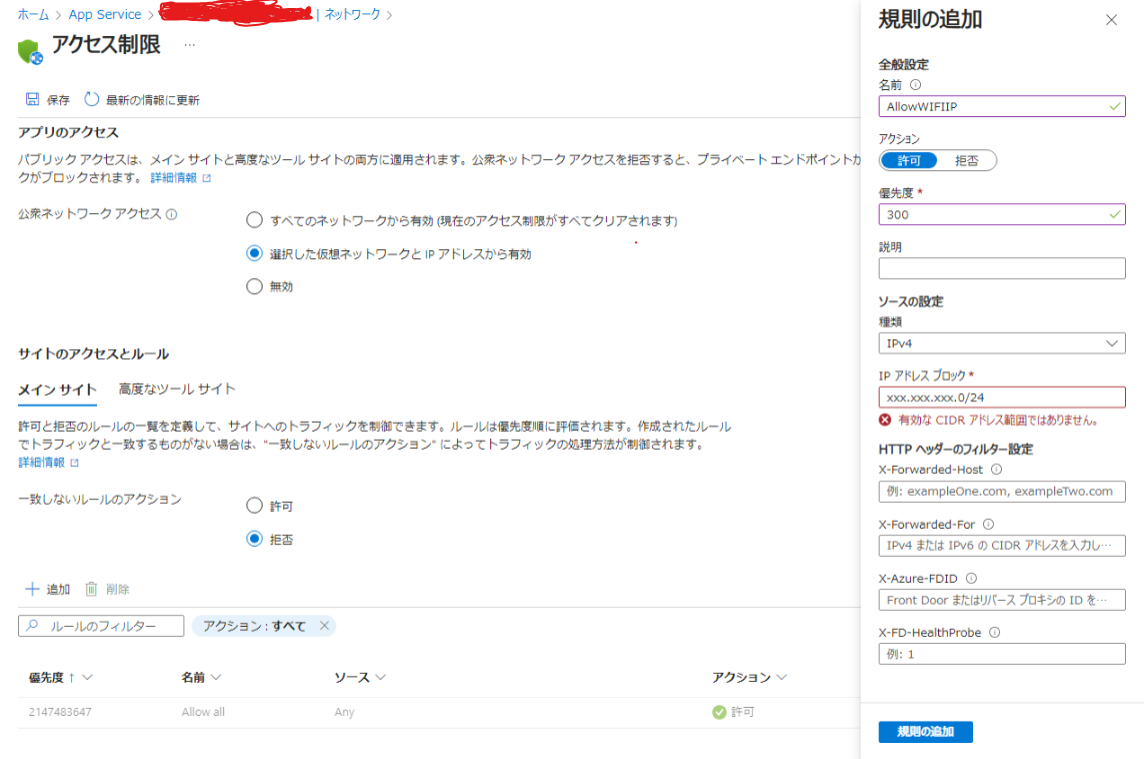 ホーム > App Service > | ネットワーク >
アクセス制限 ...
保存 最新の情報に更新
アプリのアクセス
パブリック アクセスは、メイン サイトと高度なツール サイトの両方に適用されます。公衆ネットワーク アクセスを拒否すると、プライベート エンドポイントか
クがブロックされます。 詳細情報
公衆ネットワーク アクセス
すべてのネットワークから有効 (現在のアクセス制限がすべてクリアされます)
選択した仮想ネットワークと IP アドレスから有効
無効
サイトのアクセスとルール
メイン サイト 高度なツール サイト
許可と拒否のルールの一覧を定義して、サイトへのトラフィックを制御できます。ルールは優先度順に評価されます。作成されたルール
でトラフィックと一致するものがない場合は、"一致しないルールのアクション" によってトラフィックの処理方法が制御されます。
詳細情報
一致しないルールのアクション
許可
拒否
追加 削除
ルールのフィルター アクション : すべて ×
優先度 ↑ 名前 ソース アクション
2147483647 Allow all Any 許可
規則の追加 ×
全般設定
名前
AllowWIFIIP
アクション
許可 拒否
優先度 *
300
説明
ソースの設定
種類
IPv4
IP アドレス ブロック *
xxx.xxx.xxx.0/24
有効な CIDR アドレス範囲ではありません。
HTTP ヘッダーのフィルター設定
X-Forwarded-Host
例: exampleOne.com, exampleTwo.com
X-Forwarded-For
IPv4 または IPv6 の CIDR アドレスを入力し…
X-Azure-FDID
Front Door またはリバース プロキシの ID を…
X-FD-HealthProbe
例: 1
規則の追加